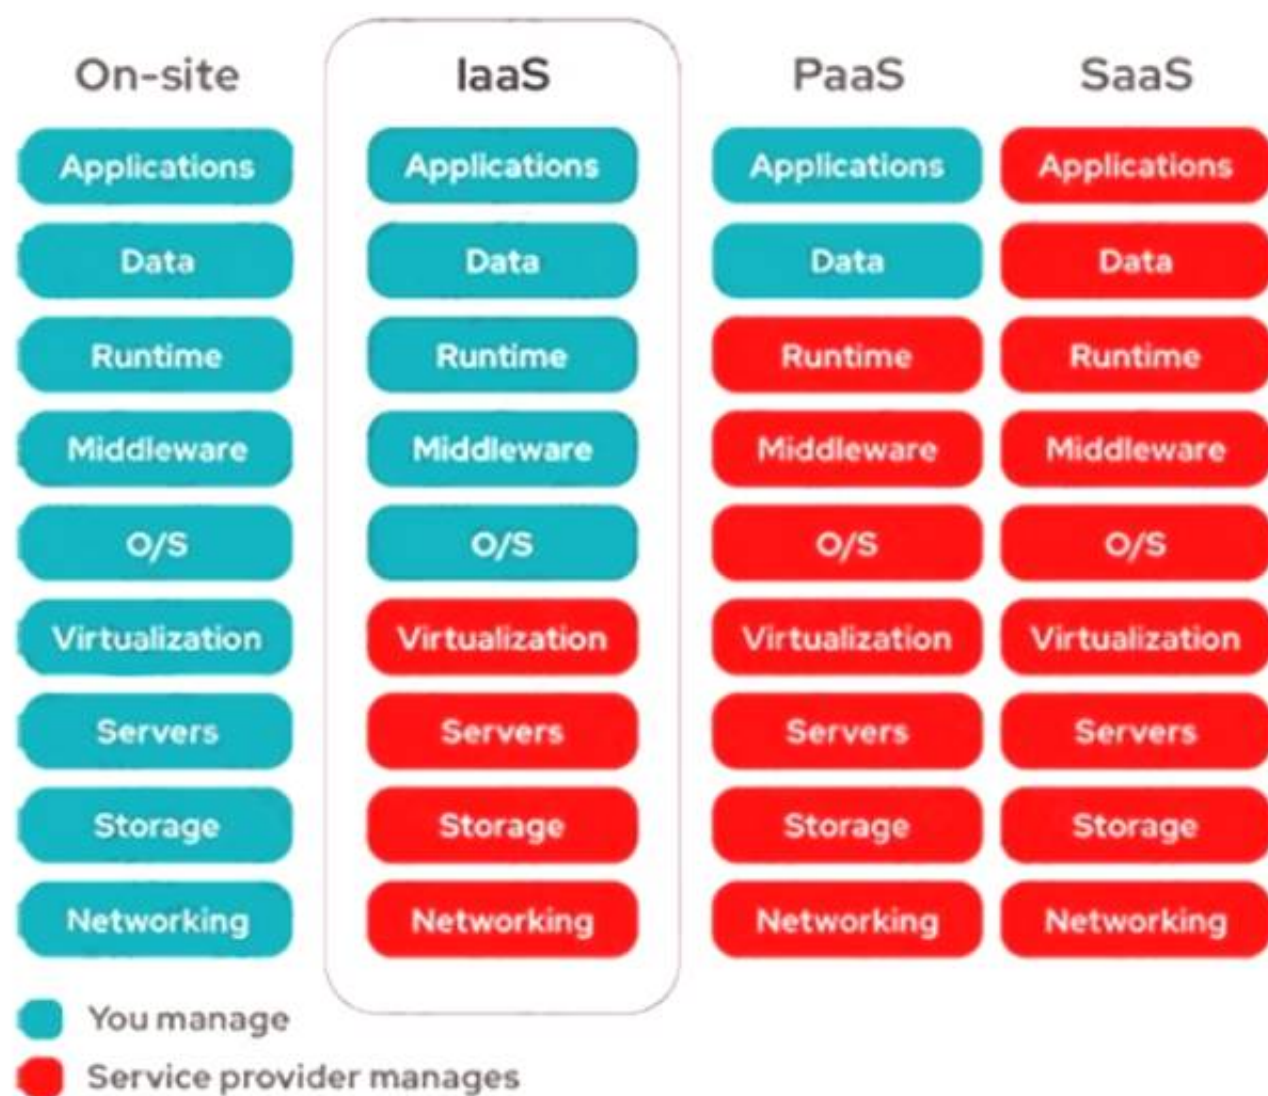 On-site IaaS PaaS SaaS
Applications Applications Applications Applications
Data Data Data Data
Runtime Runtime Runtime Runtime
Middleware Middleware Middleware Middleware
O/S O/S O/S O/S
Virtualization Virtualization Virtualization Virtualization
Servers Servers Servers Servers
Storage Storage Storage Storage
Networking Networking Networking Networking
You manage
Service provider manages